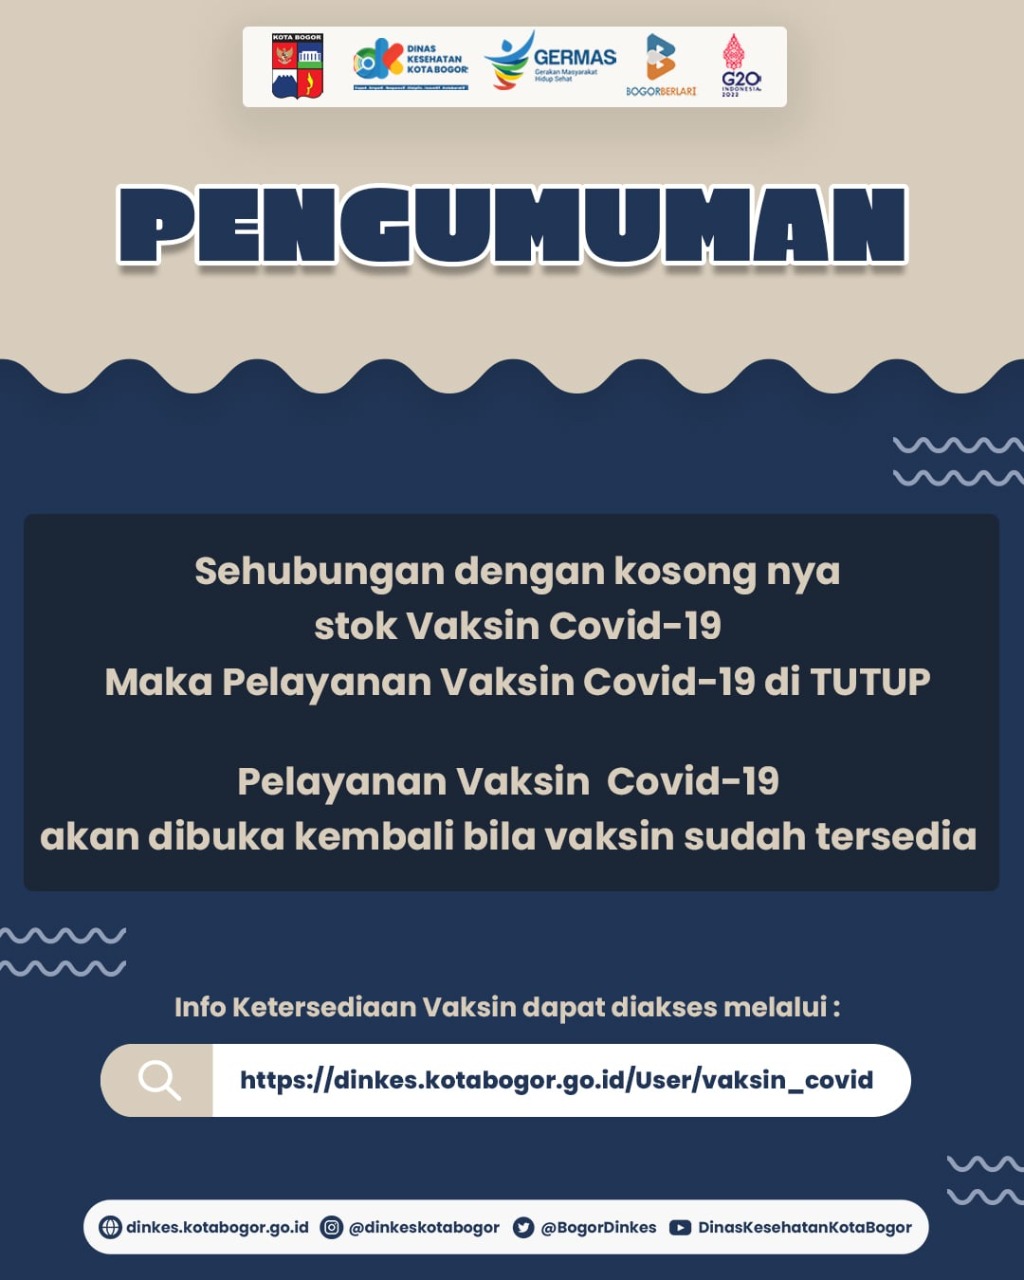 KOTA BOGOR
DINAS
KESEHATAN
KOTA BOGOR
GERMAS
Gerakan Masyarakat
Hidup Sehat
BOGORBERLARI
G20
INDONESIA
2022
PENGUMUMAN
Sehubungan dengan kosong nya
stok Vaksin Covid-19
Maka Pelayanan Vaksin Covid-19 di TUTUP
Pelayanan Vaksin Covid-19
akan dibuka kembali bila vaksin sudah tersedia
Info Ketersediaan Vaksin dapat diakses melalui :
https://dinkes.kotabogor.go.id/User/vaksin_covid
dinkes.kotabogor.go.id @dinkeskotabogor @BogorDinkes DinasKesehatanKotaBogor